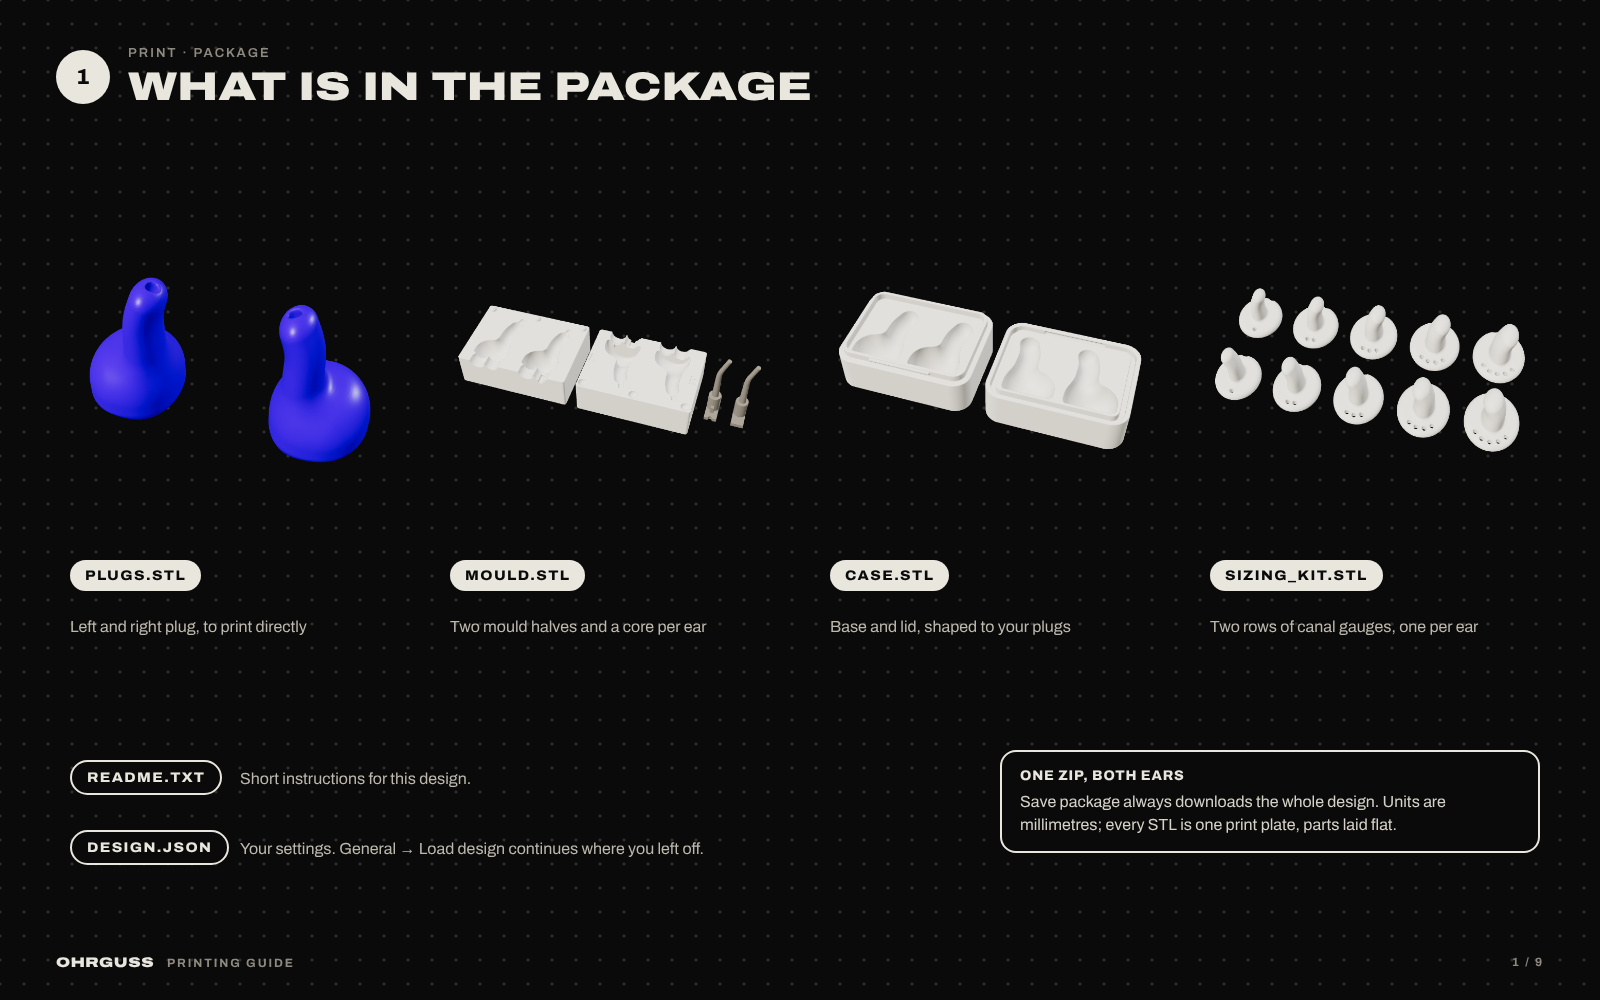 1
PRINT · PACKAGE
WHAT IS IN THE PACKAGE
PLUGS.STL
Left and right plug, to print directly
MOULD.STL
Two mould halves and a core per ear
CASE.STL
Base and lid, shaped to your plugs
SIZING_KIT.STL
Two rows of canal gauges, one per ear
README.TXT
Short instructions for this design.
DESIGN.JSON
Your settings. General → Load design continues where you left off.
ONE ZIP, BOTH EARS
Save package always downloads the whole design. Units are
millimetres; every STL is one print plate, parts laid flat.
OHRGUSS PRINTING GUIDE
1 / 9